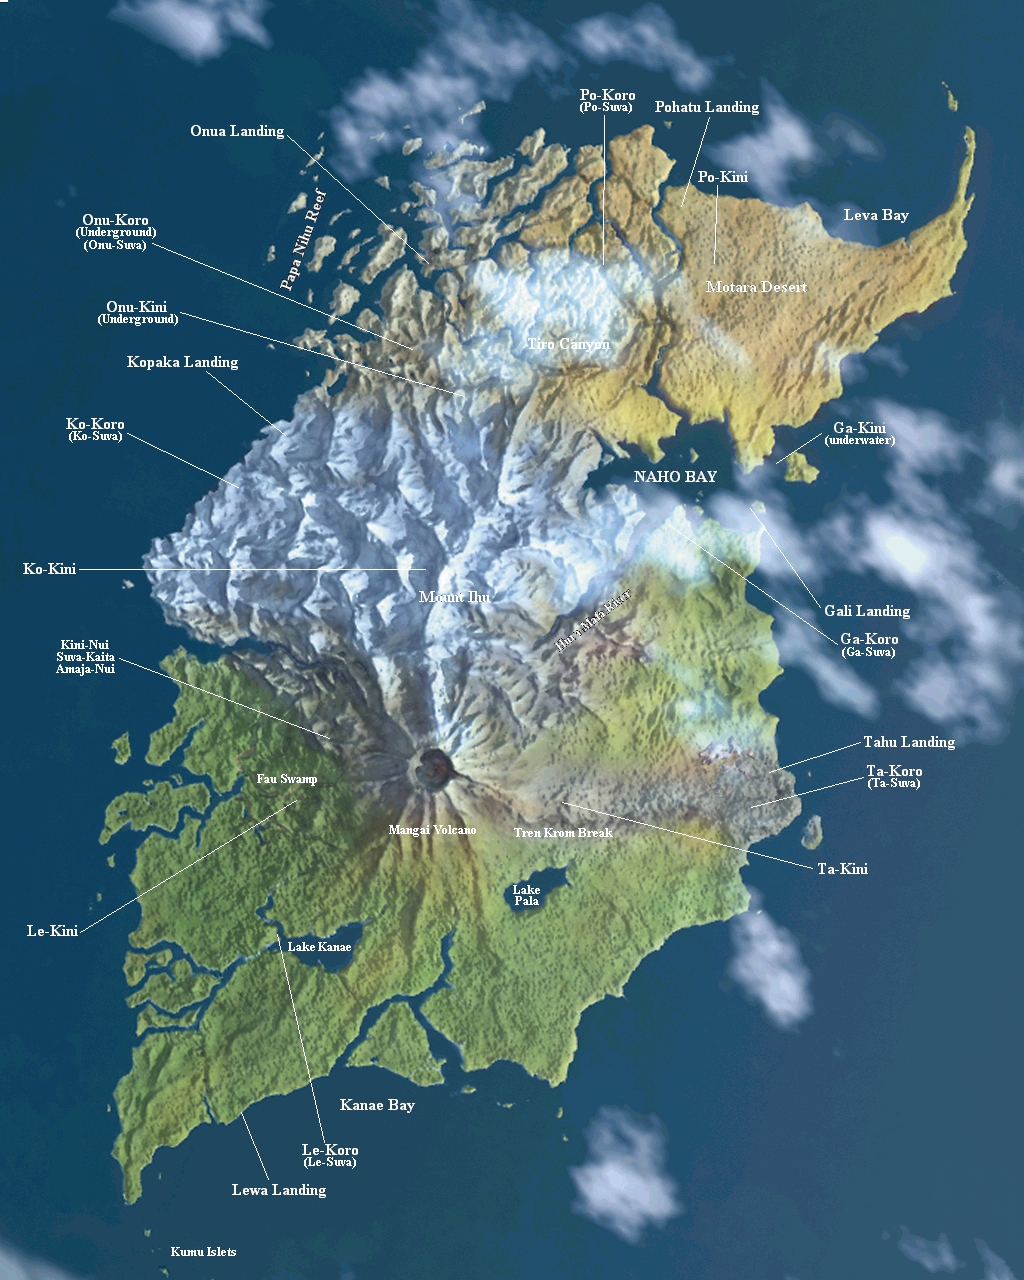 Po-Koro
(Po-Suva)
Pohatu Landing
Onua Landing
Po-Kini
Papa Nihu Reef
Leva Bay
Onu-Koro
(Underground)
(Onu-Suva)
Motara Desert
Onu-Kini
(Underground)
Tiro Canyon
Kopaka Landing
Ko-Koro
(Ko-Suva)
Ga-Kini
(underwater)
NAHO BAY
Ko-Kini
Mount Ihu
Hura Mafa River
Gali Landing
Ga-Koro
(Ga-Suva)
Kini-Nui
Suva-Kaita
Amaja-Nui
Tahu Landing
Ta-Koro
(Ta-Suva)
Fau Swamp
Mangai Volcano
Tren Krom Break
Ta-Kini
Lake
Pala
Le-Kini
Lake Kanae
Kanae Bay
Le-Koro
(Le-Suva)
Lewa Landing
Kumu Islets